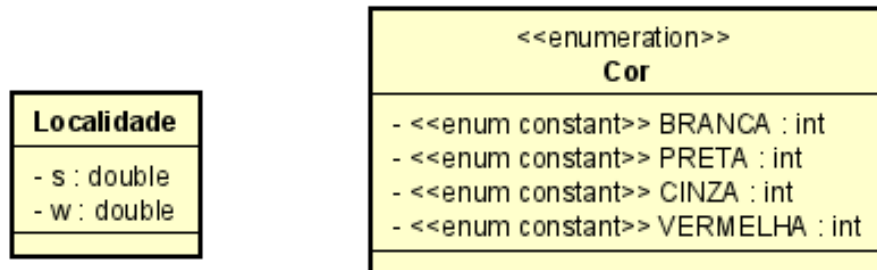 Localidade
- s : double
- w : double
<<enumeration>>
Cor
- <<enum constant>> BRANCA : int
- <<enum constant>> PRETA : int
- <<enum constant>> CINZA : int
- <<enum constant>> VERMELHA : int